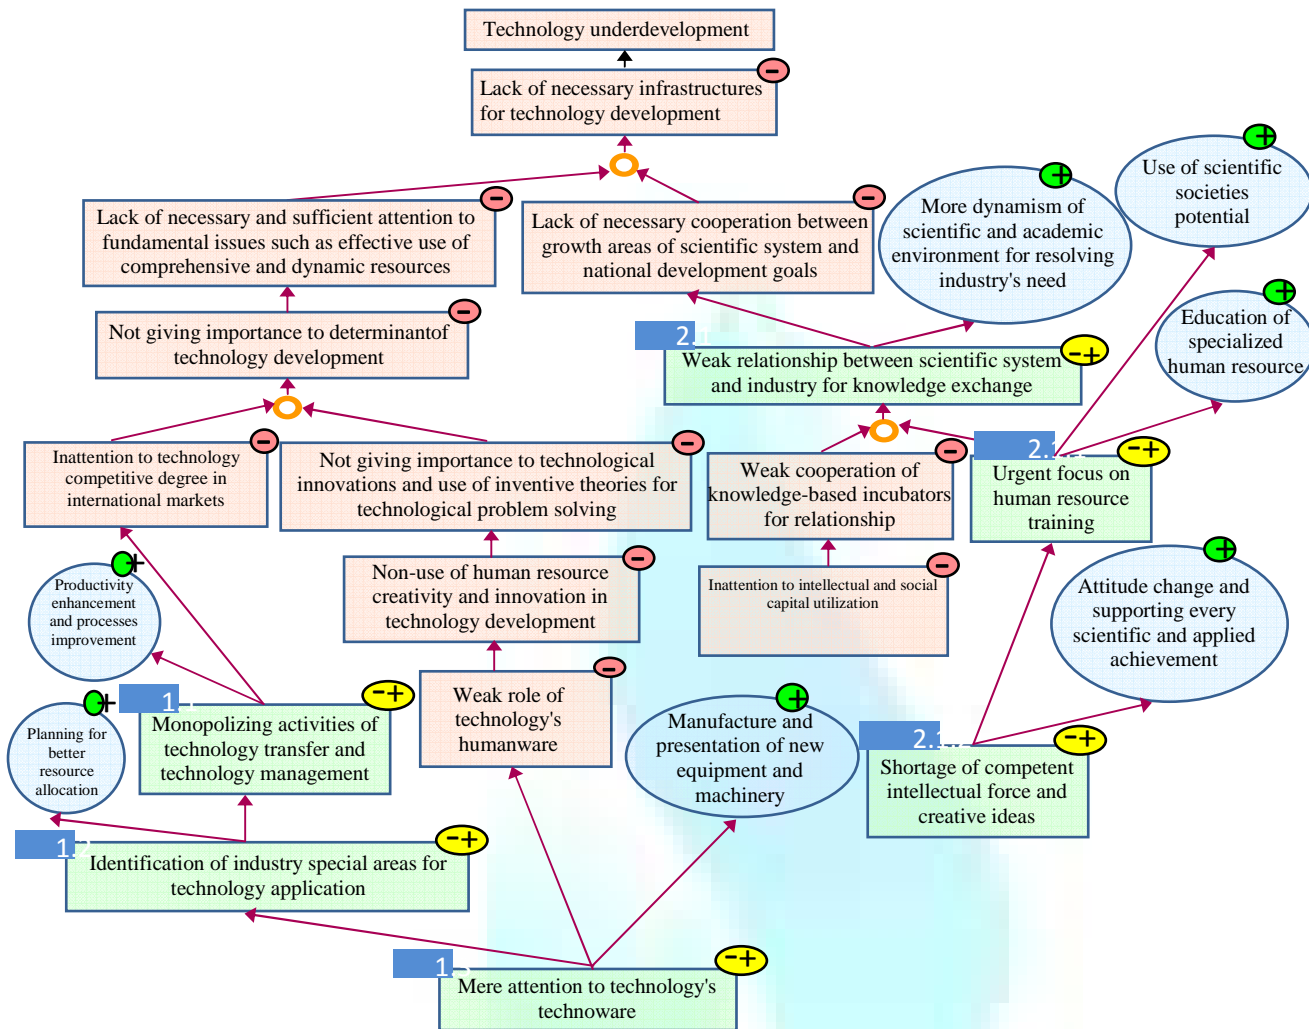 Technology underdevelopment
-
Lack of necessary infrastructures
for technology development
-
Lack of necessary and sufficient attention to
fundamental issues such as effective use of
comprehensive and dynamic resources
-
Lack of necessary cooperation between
growth areas of scientific system and
national development goals
+
More dynamism of
scientific and academic
environment for resolving
industry's need
+
Use of scientific
societies
potential
-
Not giving importance to determinantof
technology development
2.
-+
Weak relationship between scientific system
and industry for knowledge exchange
+
Education of
specialized
human resource
-
Inattention to technology
competitive degree in
international markets
-
Not giving importance to technological
innovations and use of inventive theories for
technological problem solving
-
Weak cooperation of
knowledge-based incubators
for relationship
2.1.1
-+
Urgent focus on
human resource
training
+
Productivity
enhancement
and processes
improvement
-
Non-use of human resource
creativity and innovation in
technology development
-
Inattention to intellectual and social
capital utilization
+
Attitude change and
supporting every
scientific and applied
achievement
+
Planning for
better
resource
allocation
1.
-+
Monopolizing activities of
technology transfer and
technology management
-
Weak role of
technology's
humanware
+
Manufacture and
presentation of new
equipment and
machinery
2.1.2
-+
Shortage of competent
intellectual force and
creative ideas
1.2
-+
Identification of industry special areas for
technology application
1.3
-+
Mere attention to technology's
technoware